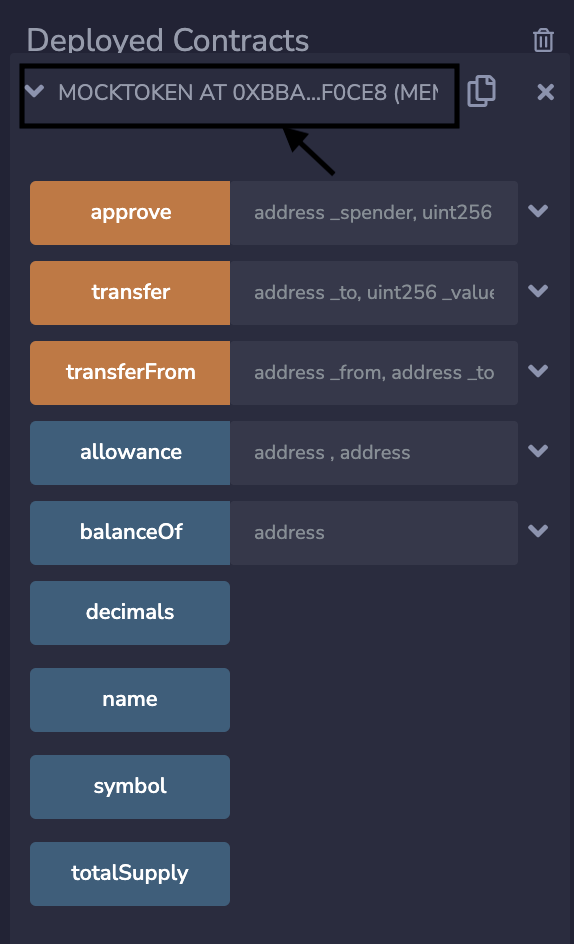 Deployed Contracts
MOCKTOKEN AT 0XBBA...F0CE8 (MEM
approve address _spender, uint256
transfer address _to, uint256 _value
transferFrom address _from, address _to
allowance address , address
balanceOf address
decimals
name
symbol
totalSupply